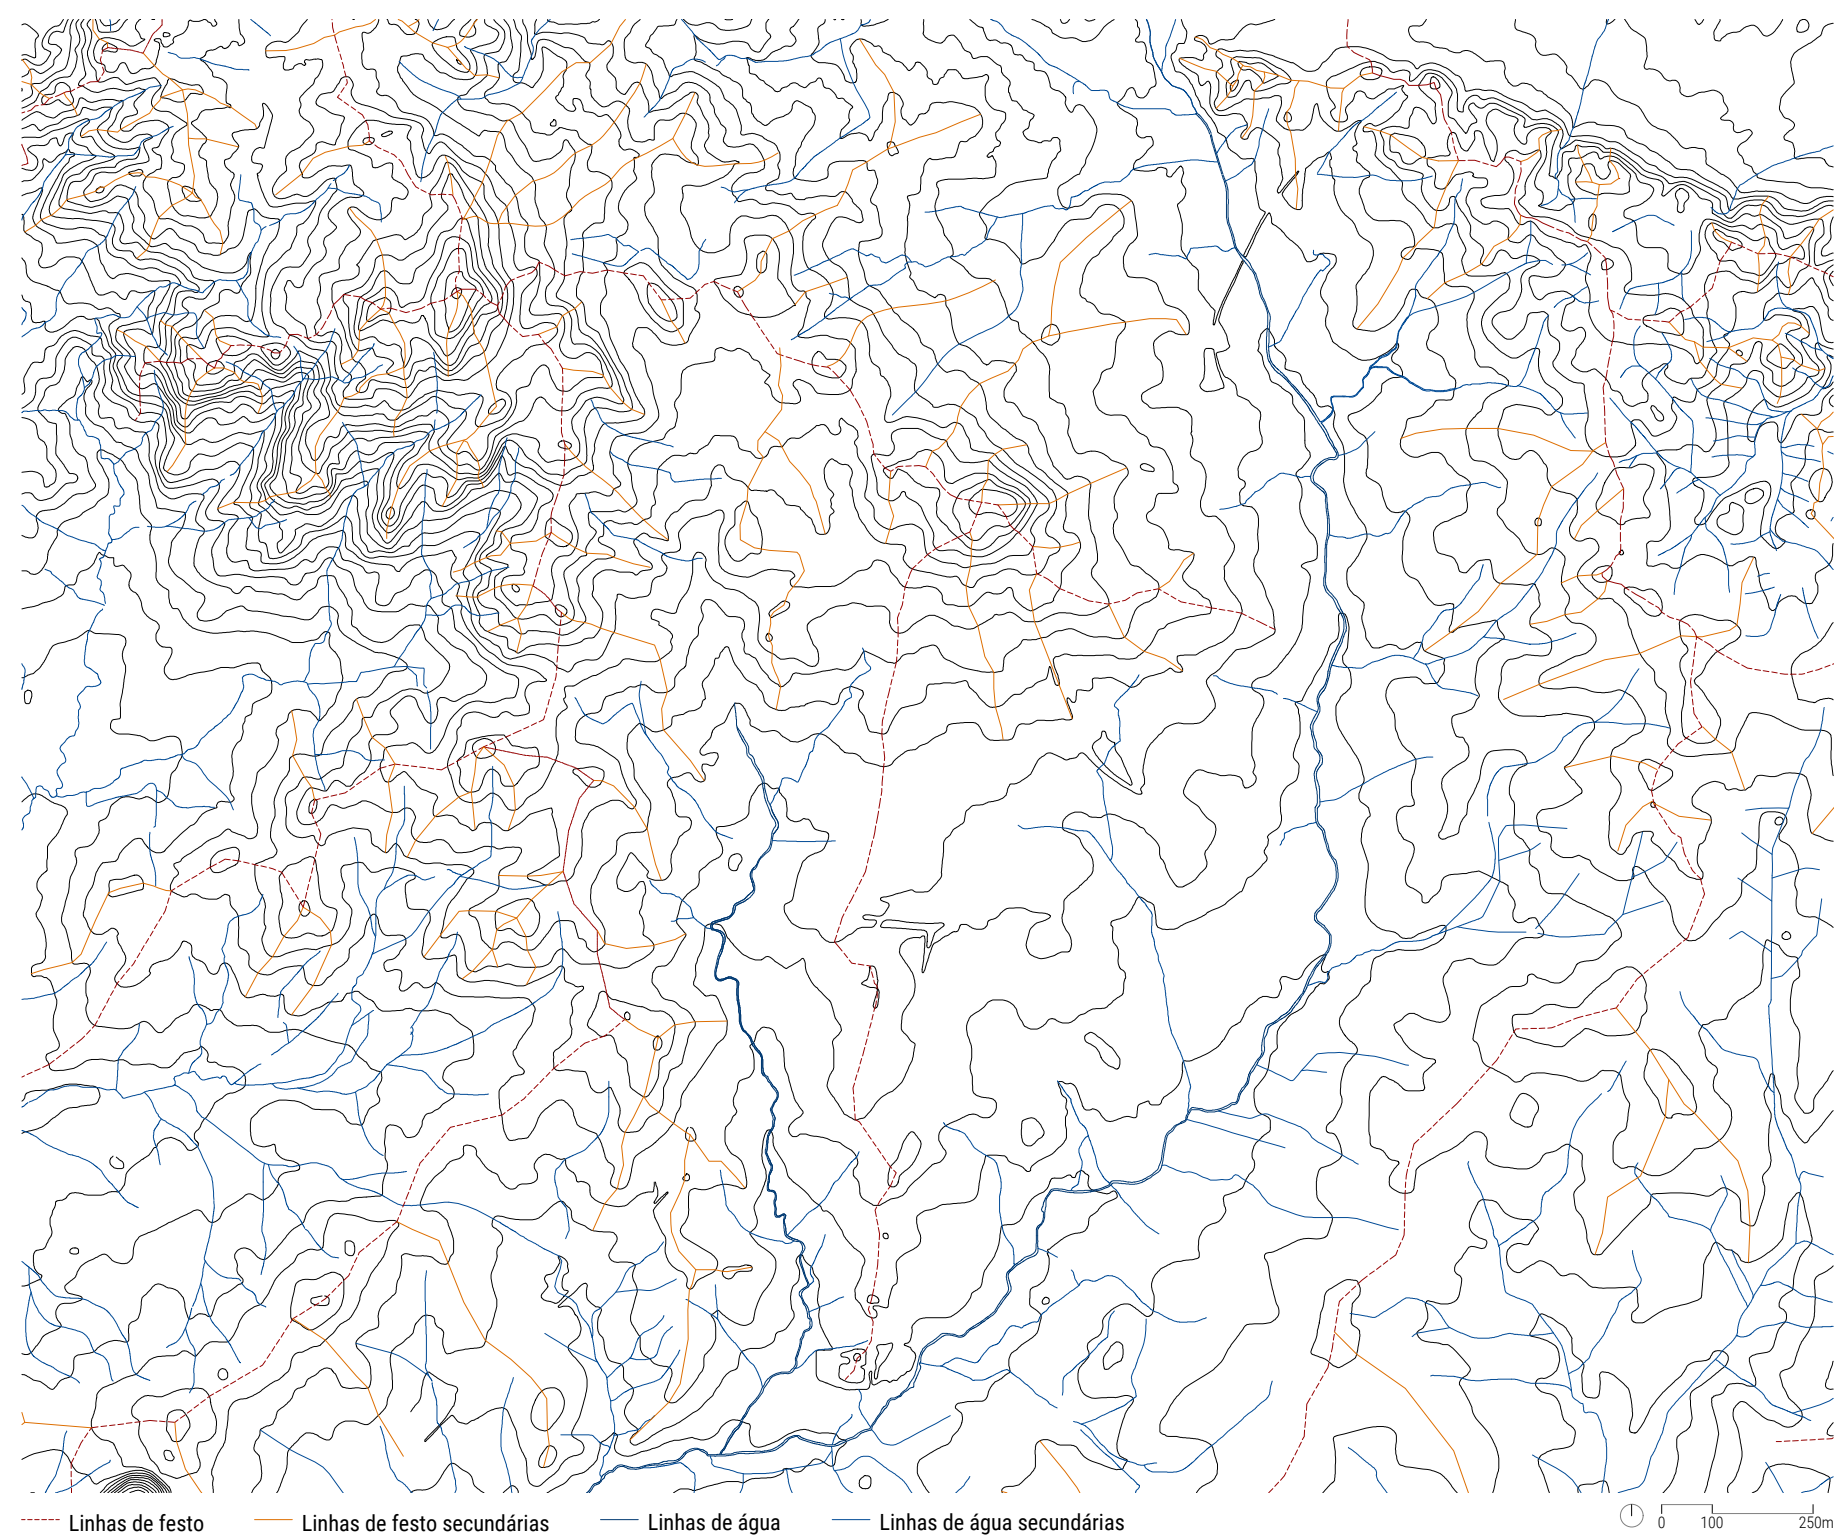 Linhas de festo
Linhas de festo secundárias
Linhas de água
Linhas de água secundárias
0 100 250m